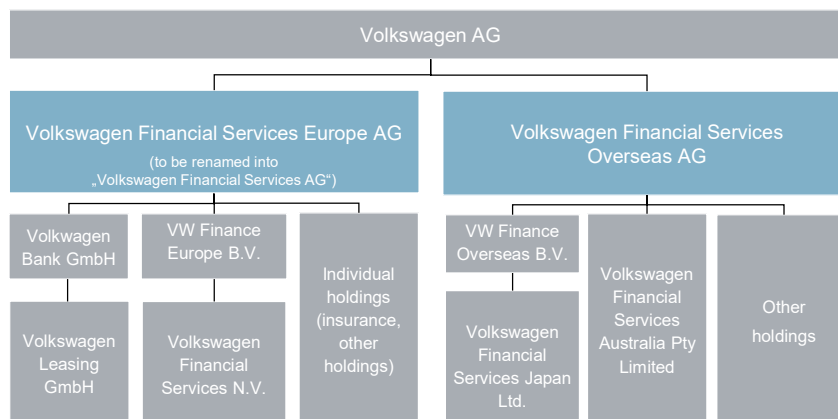 Volkswagen AG
Volkswagen Financial Services Europe AG
(to be renamed into
„Volkswagen Financial Services AG“)
Volkswagen Financial Services
Overseas AG
Volkwagen
Bank GmbH
VW Finance
Europe B.V.
Individual
holdings
(insurance,
other
holdings)
VW Finance
Overseas B.V.
Volkswagen
Financial
Services
Australia Pty
Limited
Other
holdings
Volkswagen
Leasing
GmbH
Volkswagen
Financial
Services N.V.
Volkswagen
Financial
Services Japan
Ltd.